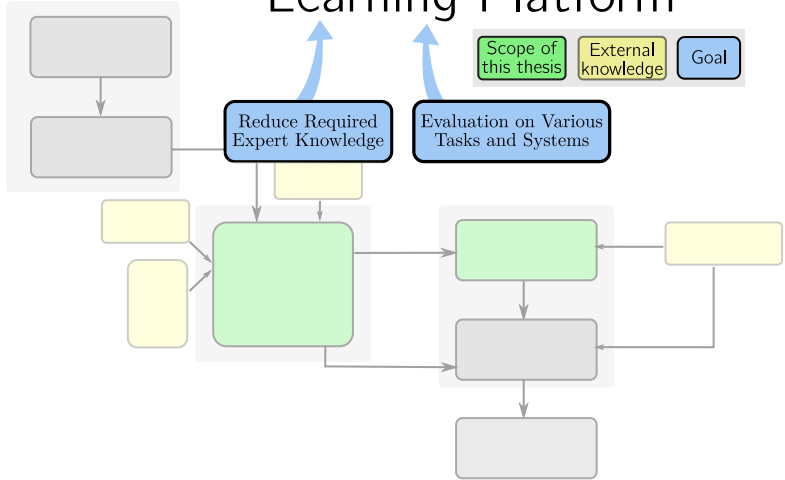 Learning Platform
Scope of
this thesis
External
knowledge
Goal
Reduce Required
Expert Knowledge
Evaluation on Various
Tasks and Systems